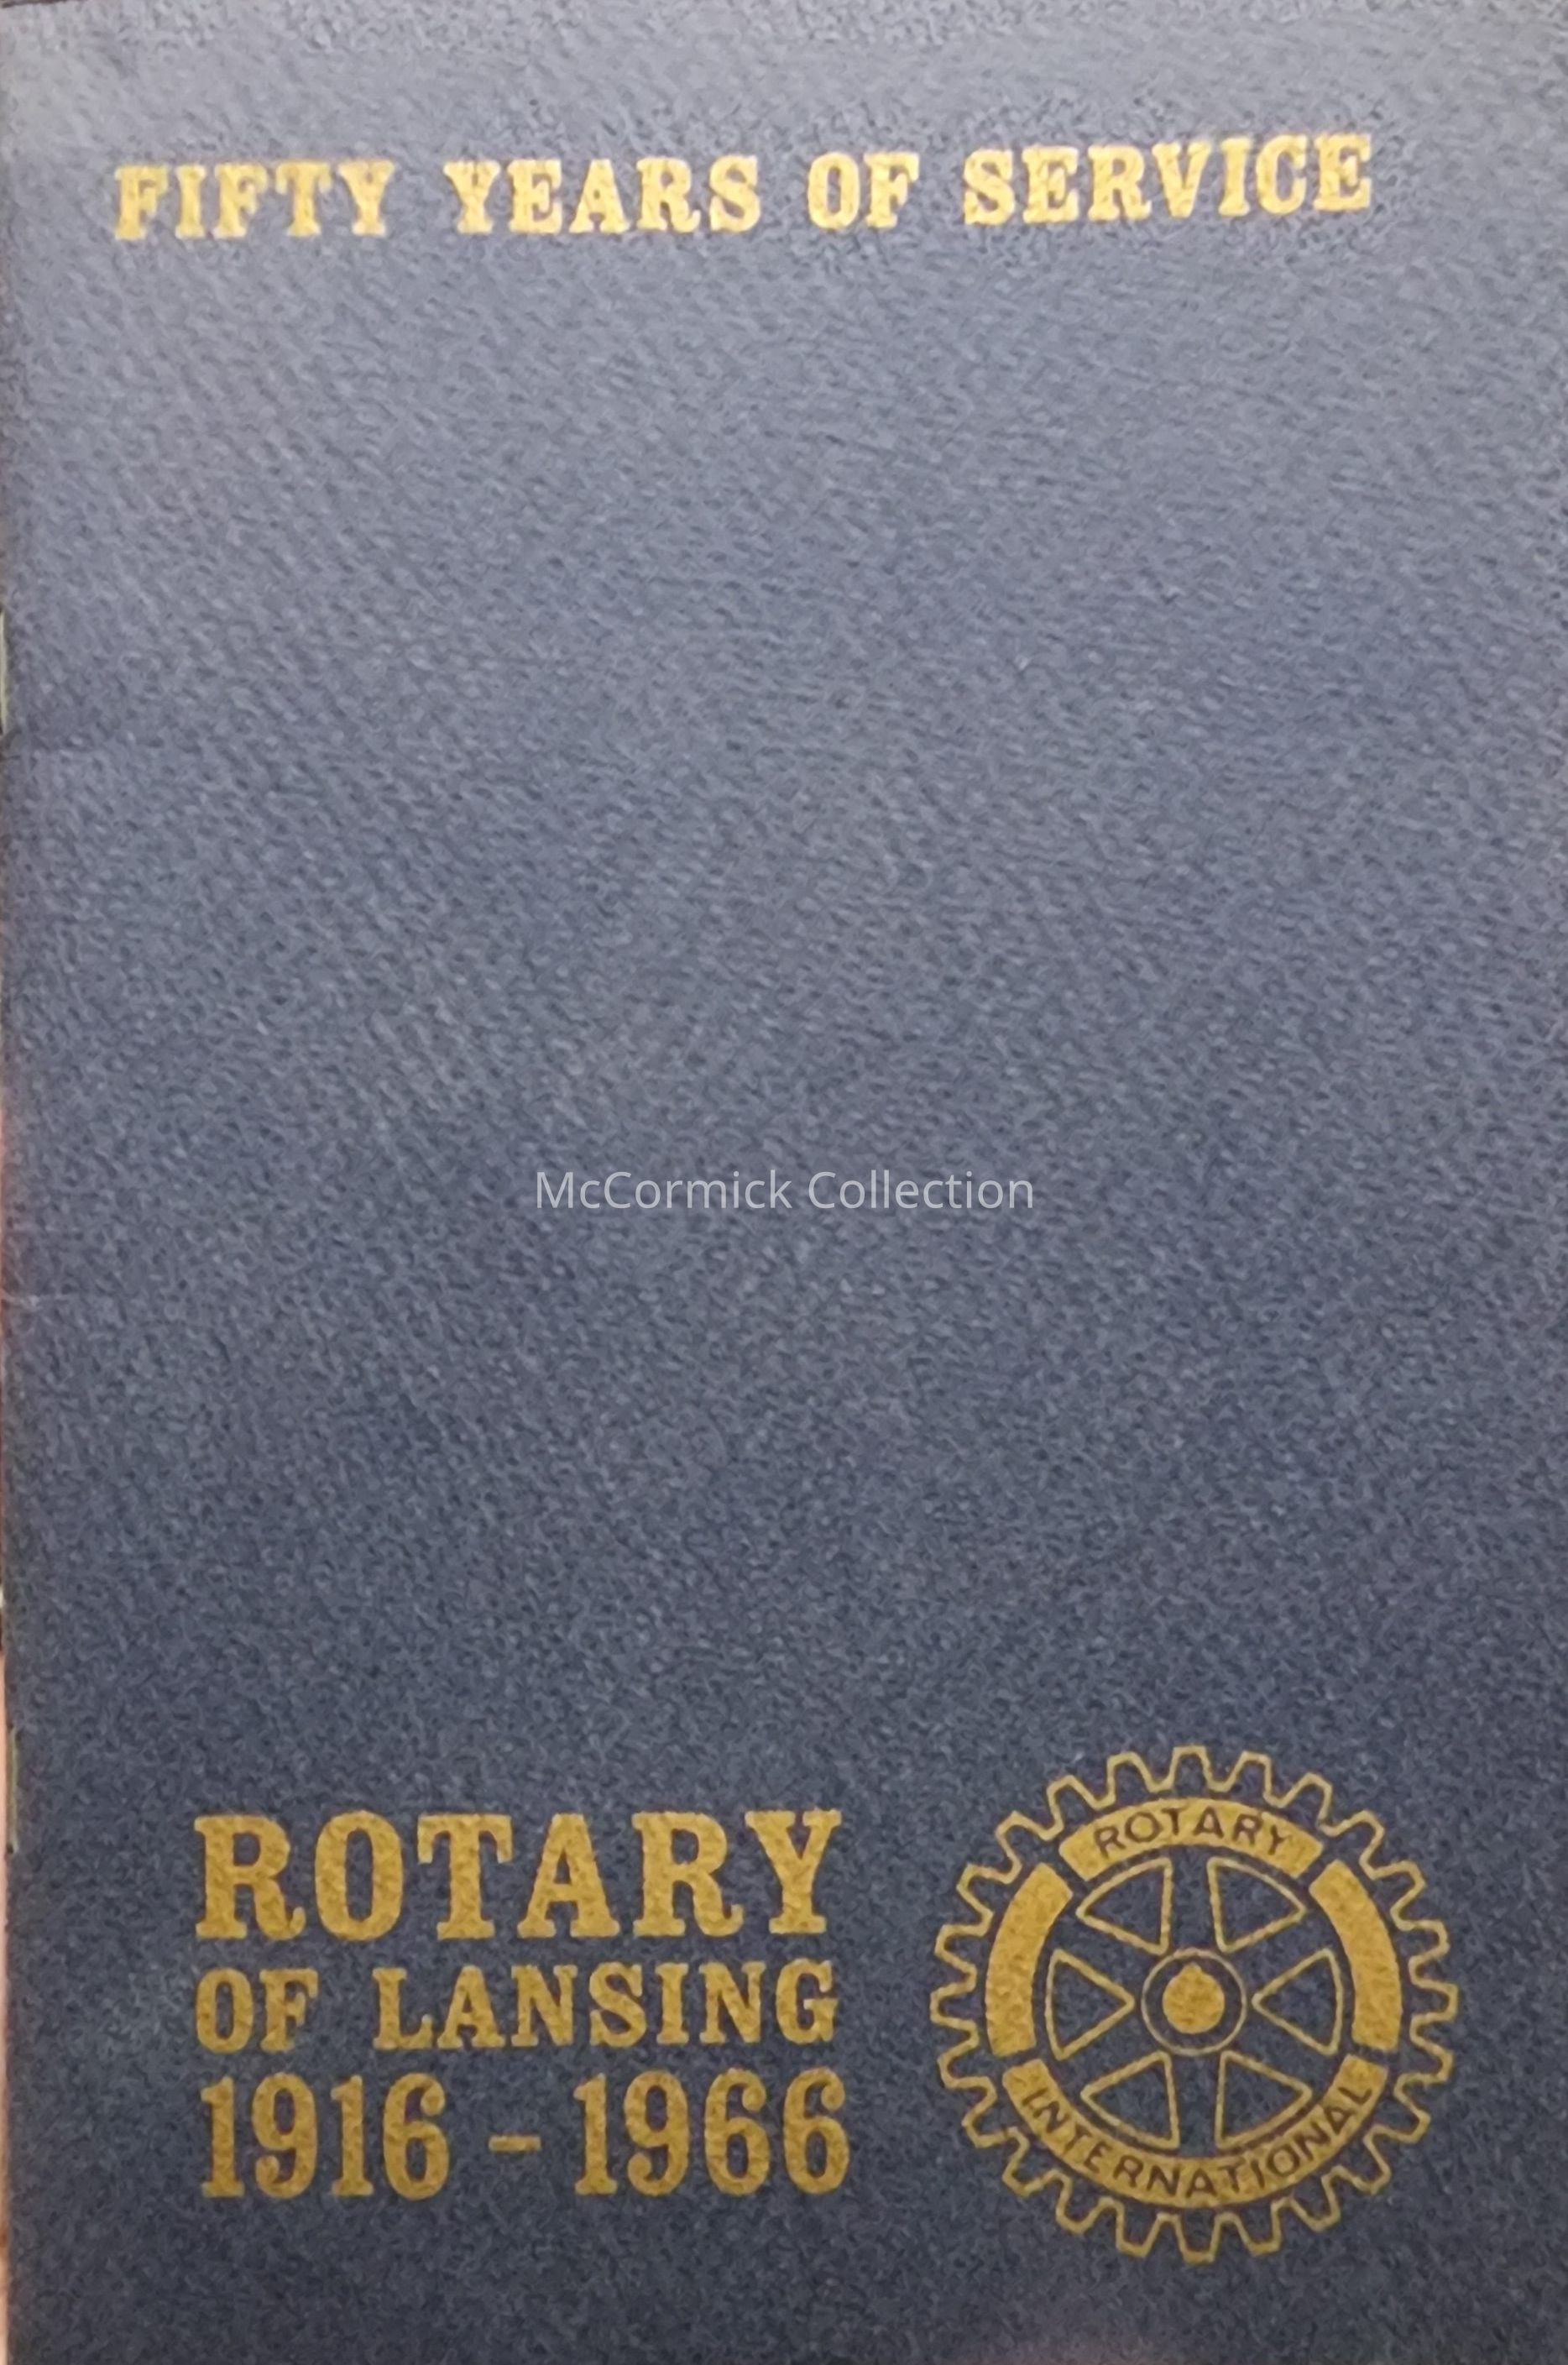 FIFTY YEARS OF SERVICE
McCormick Collection
ROTARY
OF LANSING
1916 - 1966
ROTARY
INTERNATIONAL